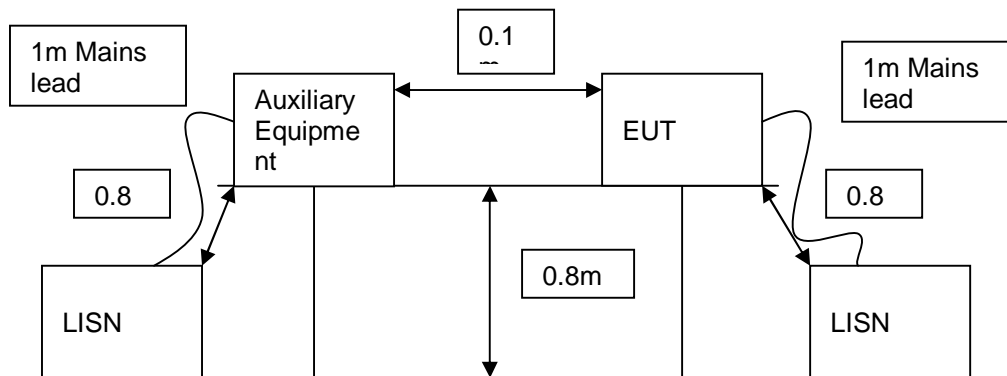 1m Mains
lead
0.1
Auxiliary
Equipme
nt
EUT
1m Mains
lead
0.8
0.8
0.8m
LISN
LISN